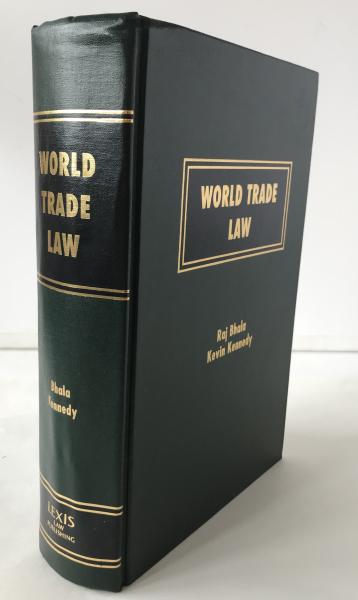 WORLD
TRADE
LAW
Bhala
Kennedy
LEXIS
LAW
PUBLISHING
WORLD TRADE
LAW
Raj Bhala
Kevin Kennedy